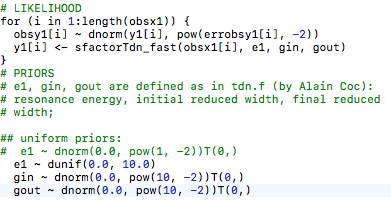 # LIKELIHOOD
for (i in 1:length(obsx1)) {
obsy1[i] ~ dnorm(y1[i], pow(errobsy1[i], -2))
y1[i] <- sfactorTdn_fast(obsx1[i], e1, gin, gout)
}
# PRIORS
# e1, gin, gout are defined as in tdn.f (by Alain Coc):
# resonance energy, initial reduced width, final reduced
# width;
## uniform priors:
# e1 ~ dnorm(0.0, pow(1, -2))T(0,)
e1 ~ dunif(0.0, 10.0)
gin ~ dnorm(0.0, pow(10, -2))T(0,)
gout ~ dnorm(0.0, pow(10, -2))T(0,)